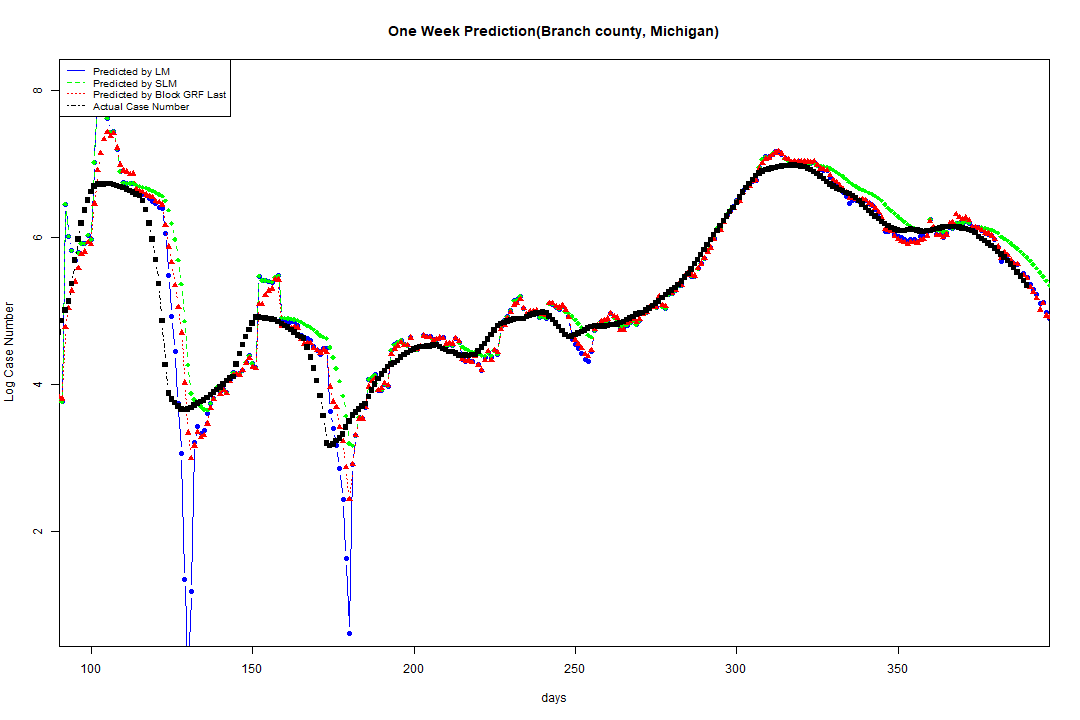 One Week Prediction(Branch county, Michigan)
Predicted by LM
Predicted by SLM
Predicted by Block GRF Last
Actual Case Number
8
6
4
2
Log Case Number
100 150 200 250 300 350
days